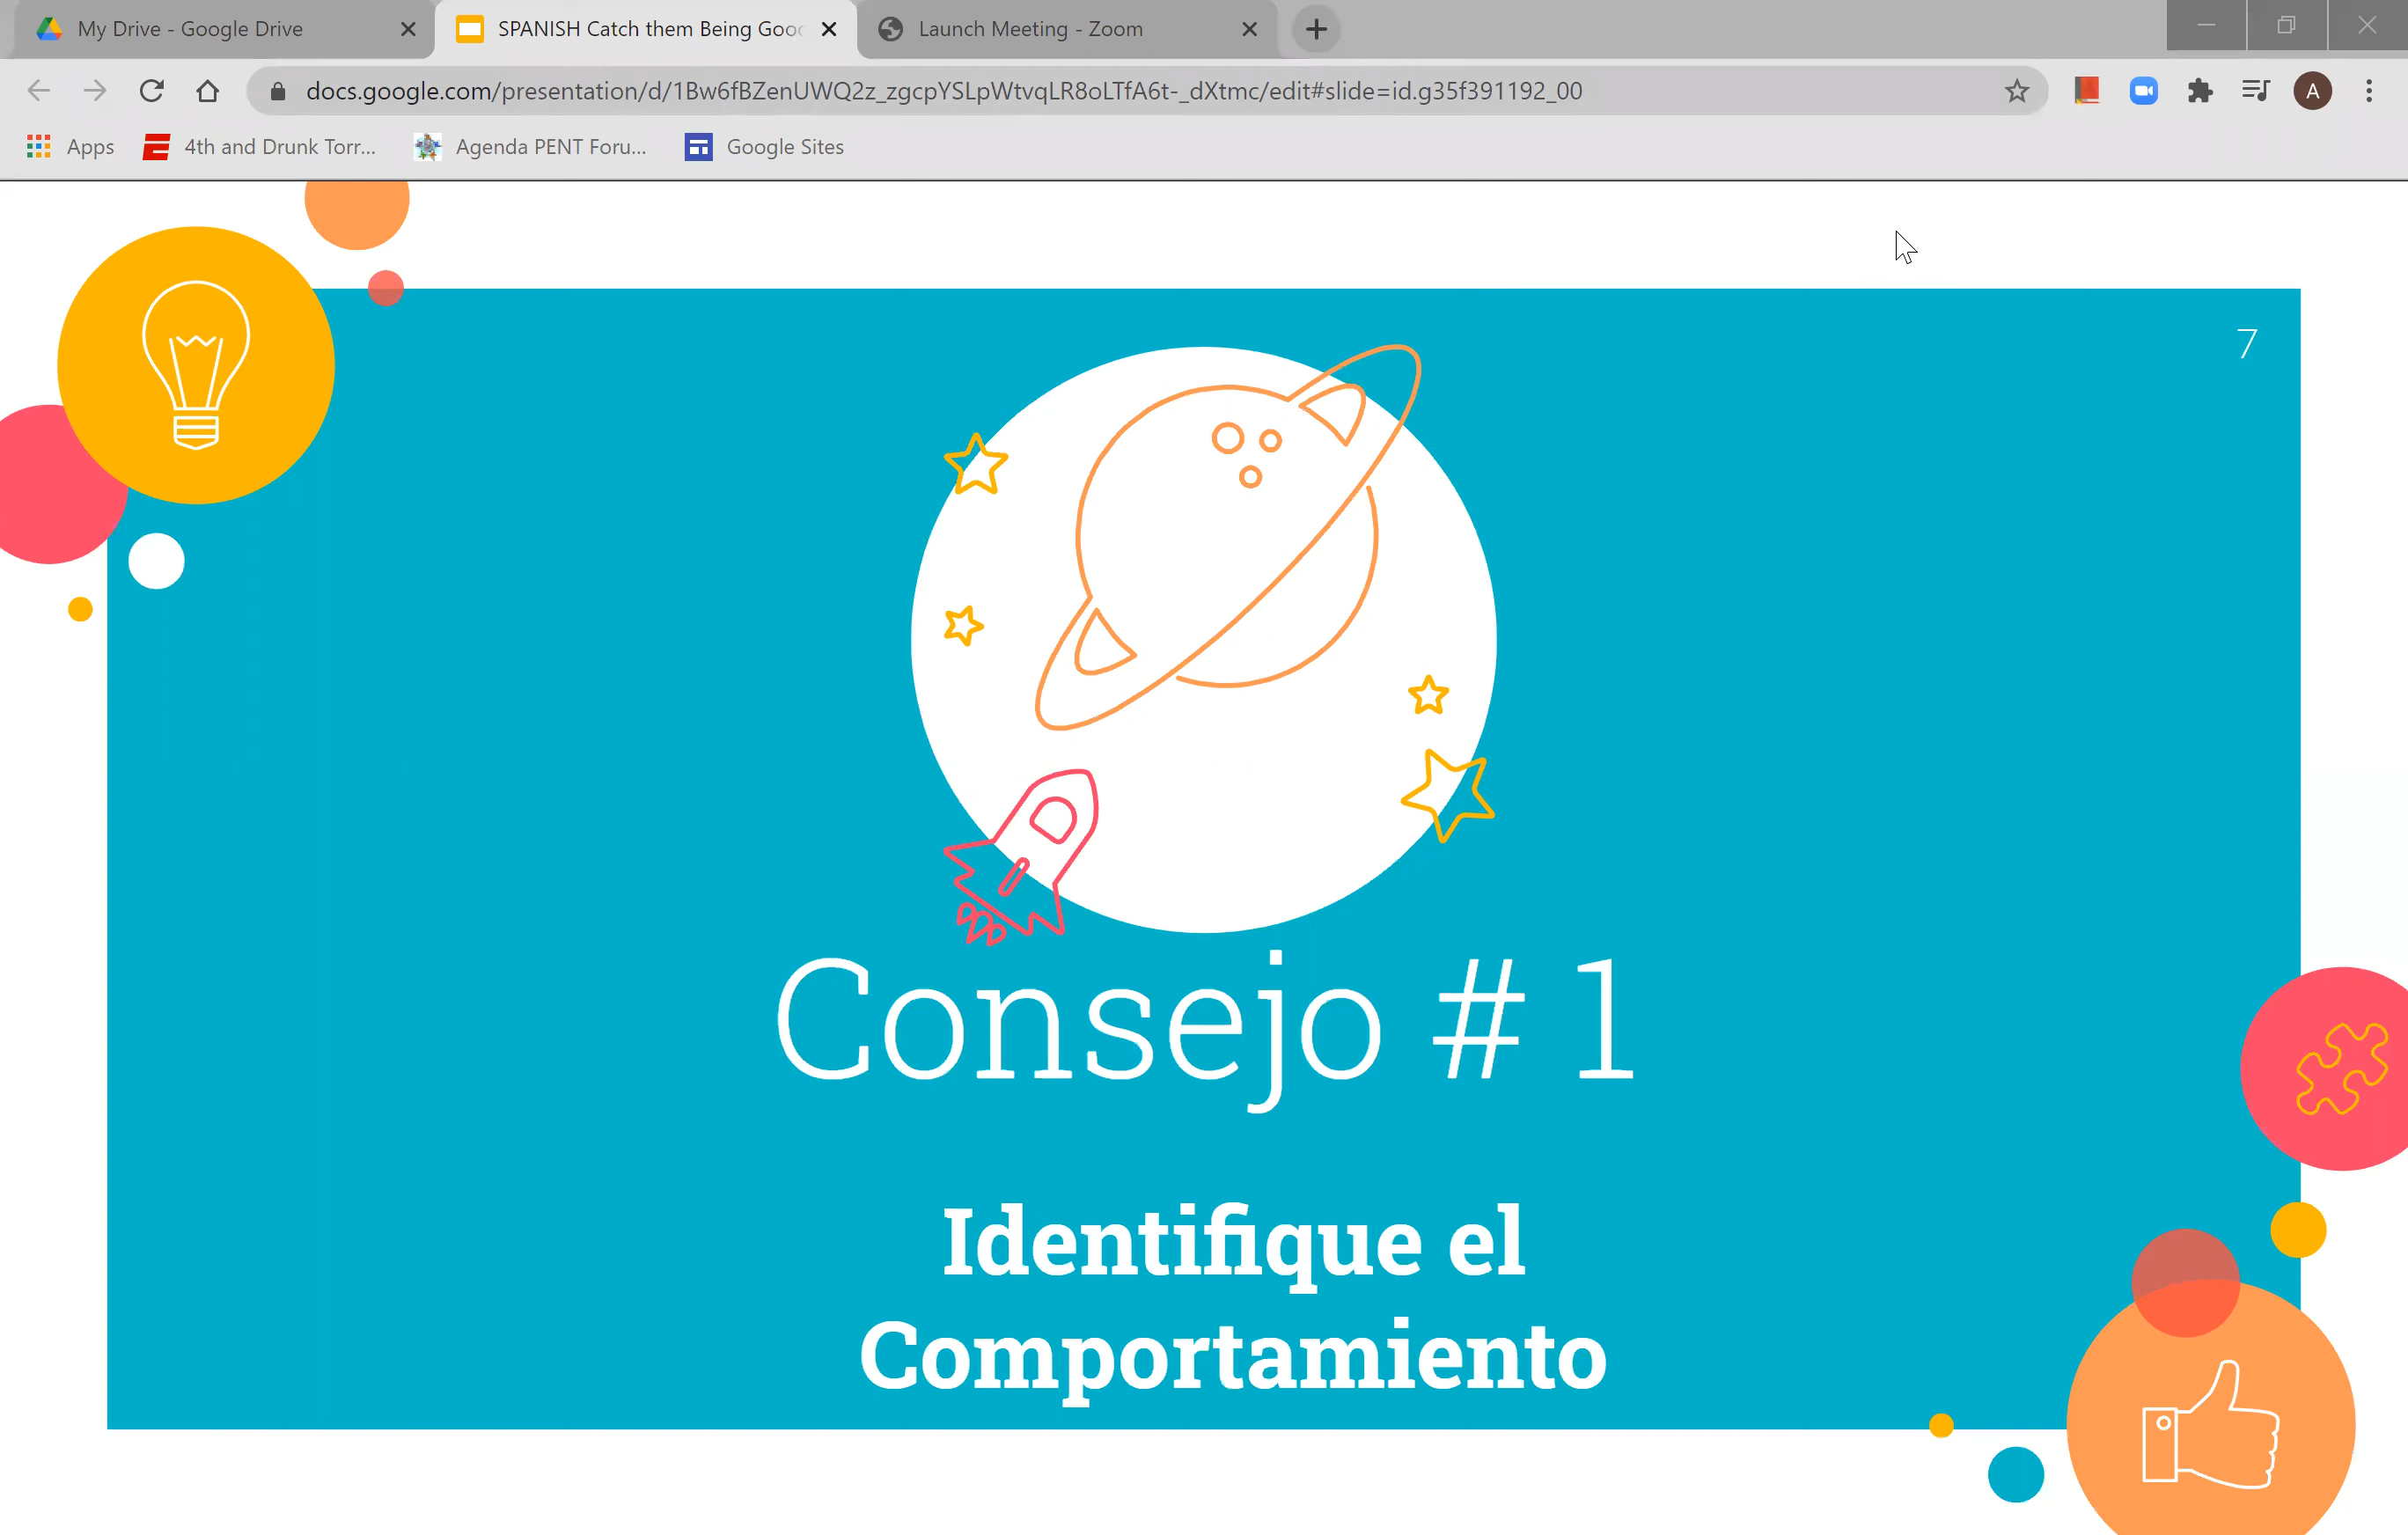 My Drive - Google Drive
SPANISH Catch them Being Goo
Launch Meeting - Zoom
docs.google.com/presentation/d/1Bw6fBZenUWQ2z_zgcpYSLpWtvqLR8oLTfA6t-_dXtmc/edit#slide=id.g35f391192_00
A
Apps
4th and Drunk Torr...
Agenda PENT Foru...
Google Sites
7
Consejo # 1
Identifique el
Comportamiento